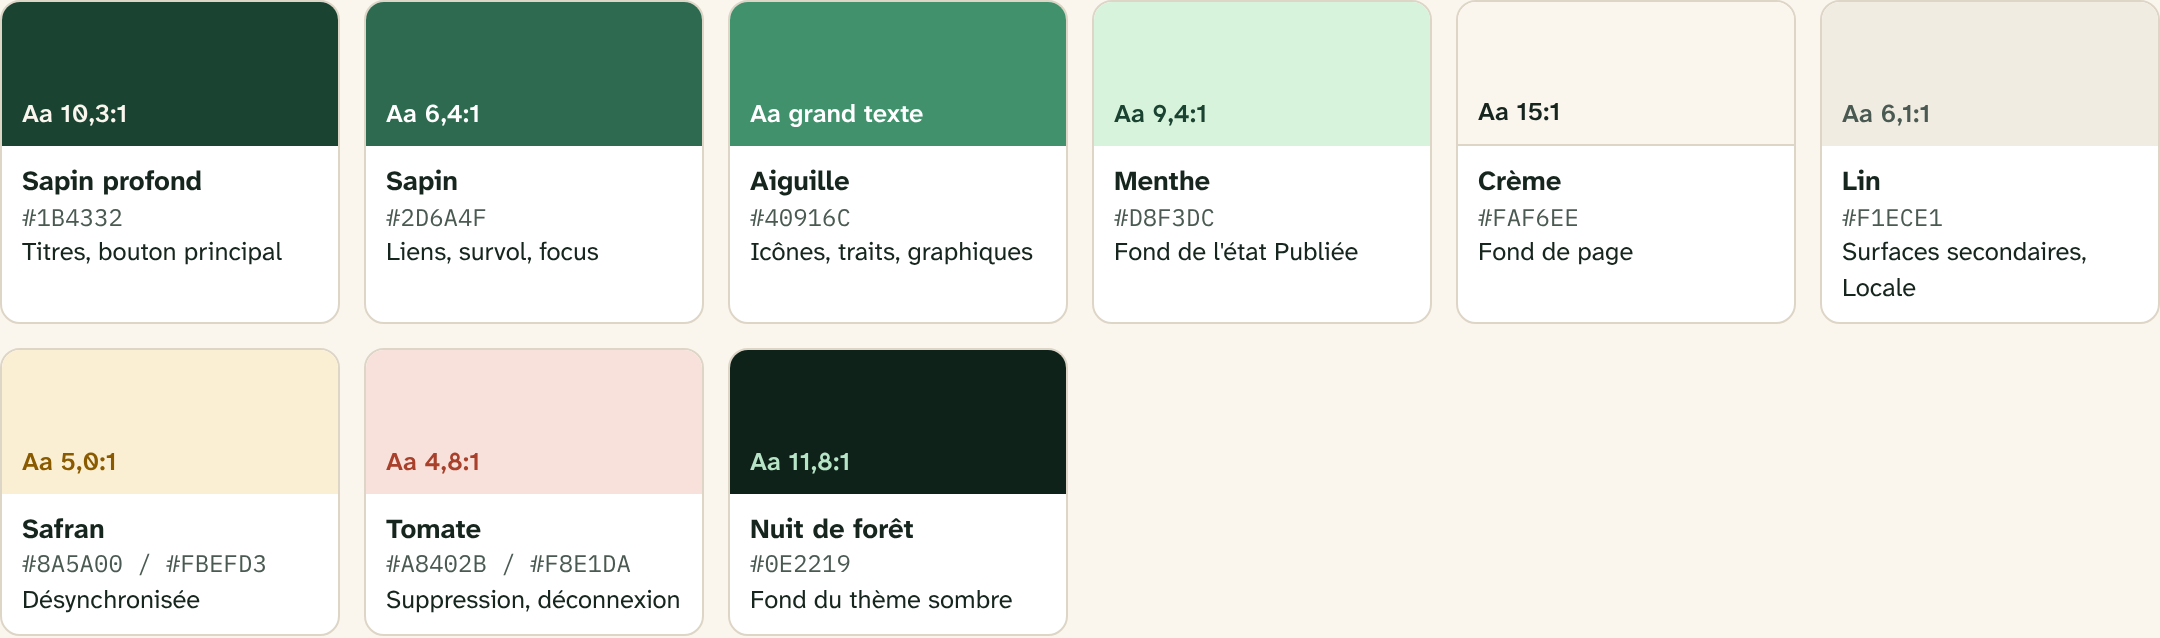 Aa 10,3:1
Sapin profond
#1B4332
Titres, bouton principal
Aa 6,4:1
Sapin
#2D6A4F
Liens, survol, focus
Aa grand texte
Aiguille
#40916C
Icônes, traits, graphiques
Aa 9,4:1
Menthe
#D8F3DC
Fond de l'état Publiée
Aa 15:1
Crème
#FAF6EE
Fond de page
Aa 6,1:1
Lin
#F1ECE1
Surfaces secondaires,
Locale
Aa 5,0:1
Safran
#8A5A00 / #FBEFD3
Désynchronisée
Aa 4,8:1
Tomate
#A8402B / #F8E1DA
Suppression, déconnexion
Aa 11,8:1
Nuit de forêt
#0E2219
Fond du thème sombre